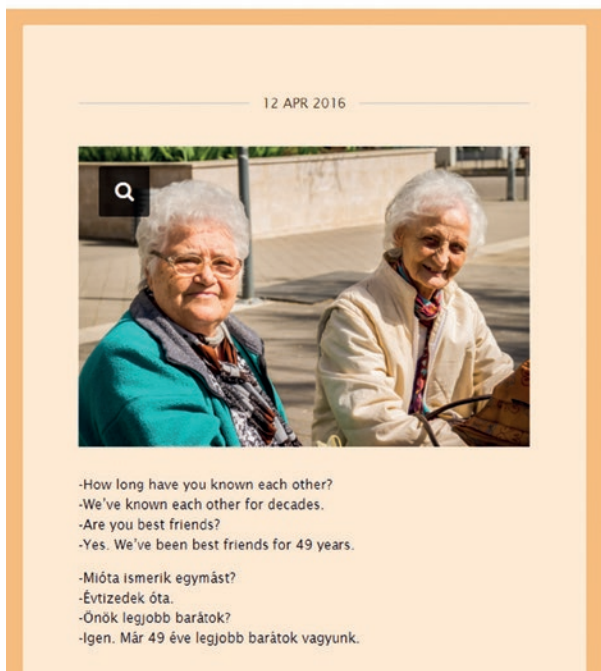 12 APR 2016
-How long have you known each other?
-We've known each other for decades.
-Are you best friends?
-Yes. We've been best friends for 49 years.
-Mióta ismerik egymást?
-Évtizedek óta.
-Önök legjobb barátok?
-Igen. Már 49 éve legjobb barátok vagyunk.